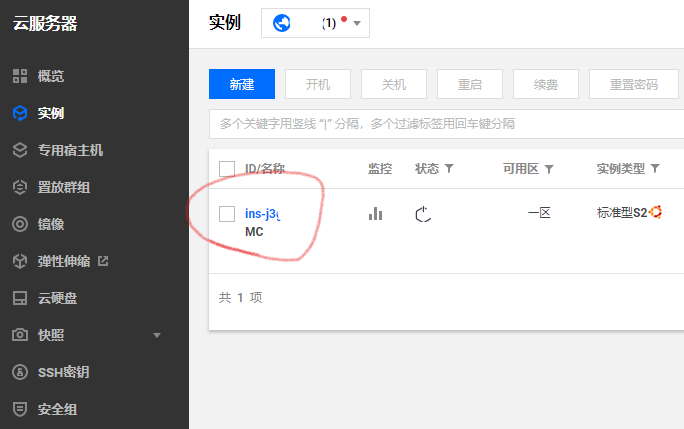 云服务器
概览
实例
专用宿主机
置放群组
镜像
弹性伸缩
云硬盘
快照
SSH密钥
安全组
实例 (1)
新建 开机 关机 重启 续费 重置密码
多个关键字用竖线 "|" 分隔，多个过滤标签用回车键分隔
ID/名称 监控 状态 可用区 实例类型
ins-j3 一区 标准型S2
MC
共 1 项